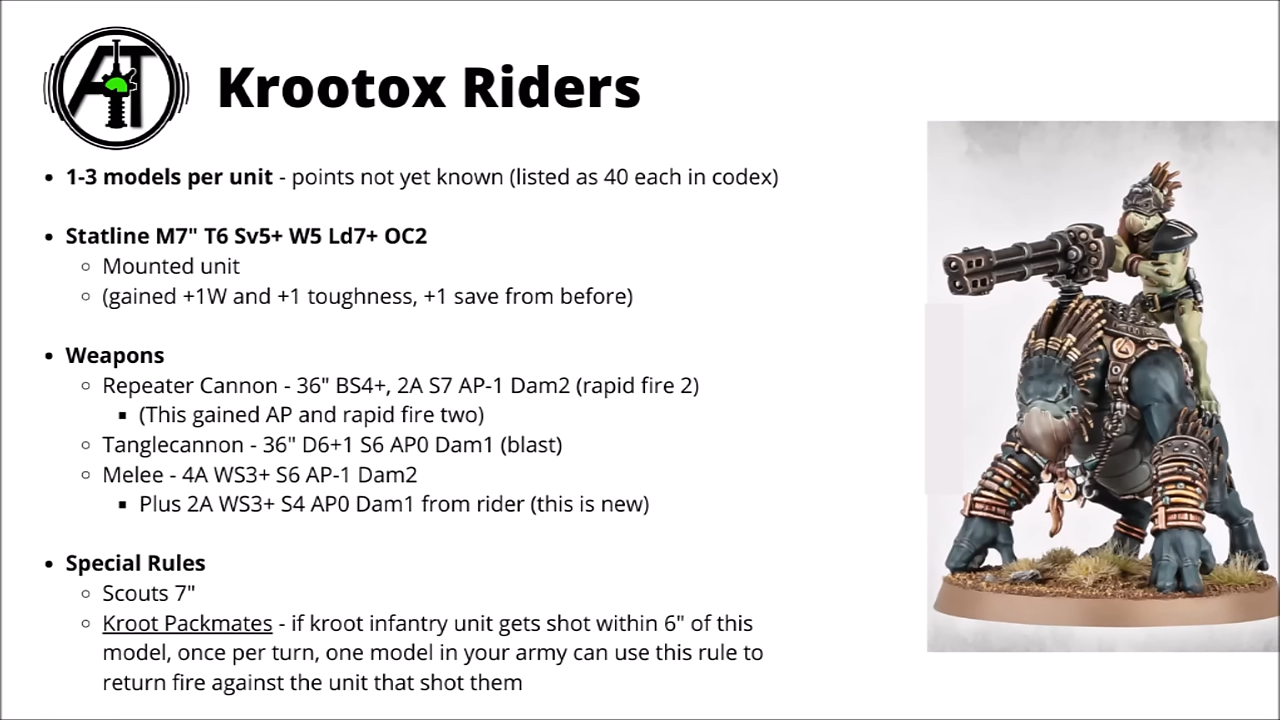 AT
Krootox Riders
• 1-3 models per unit - points not yet known (listed as 40 each in codex)
• Statline M7" T6 Sv5+ W5 Ld7+ OC2
○ Mounted unit
○ (gained +1W and +1 toughness, +1 save from before)
• Weapons
○ Repeater Cannon - 36" BS4+, 2A S7 AP-1 Dam2 (rapid fire 2)
▪ (This gained AP and rapid fire two)
○ Tanglecannon - 36" D6+1 S6 AP0 Dam1 (blast)
○ Melee - 4A WS3+ S6 AP-1 Dam2
▪ Plus 2A WS3+ S4 AP0 Dam1 from rider (this is new)
• Special Rules
○ Scouts 7"
○ Kroot Packmates - if kroot infantry unit gets shot within 6" of this
model, once per turn, one model in your army can use this rule to
return fire against the unit that shot them